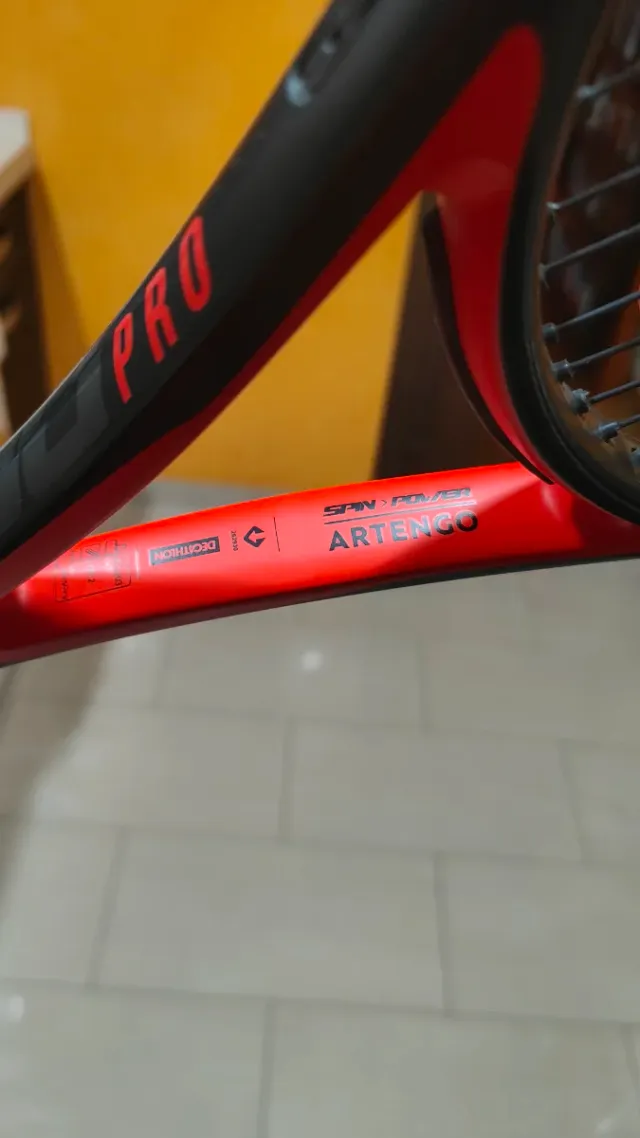 PRO
SPIN > POWER
ARTENGO
DECATHLON